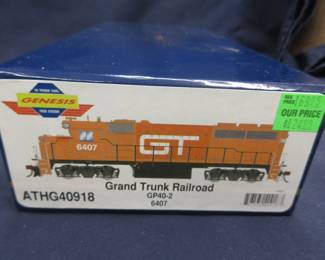 GENESIS
OUR PRICE
6407
GT
ATHG40918
Grand Trunk Railroad
GP40-2
6407